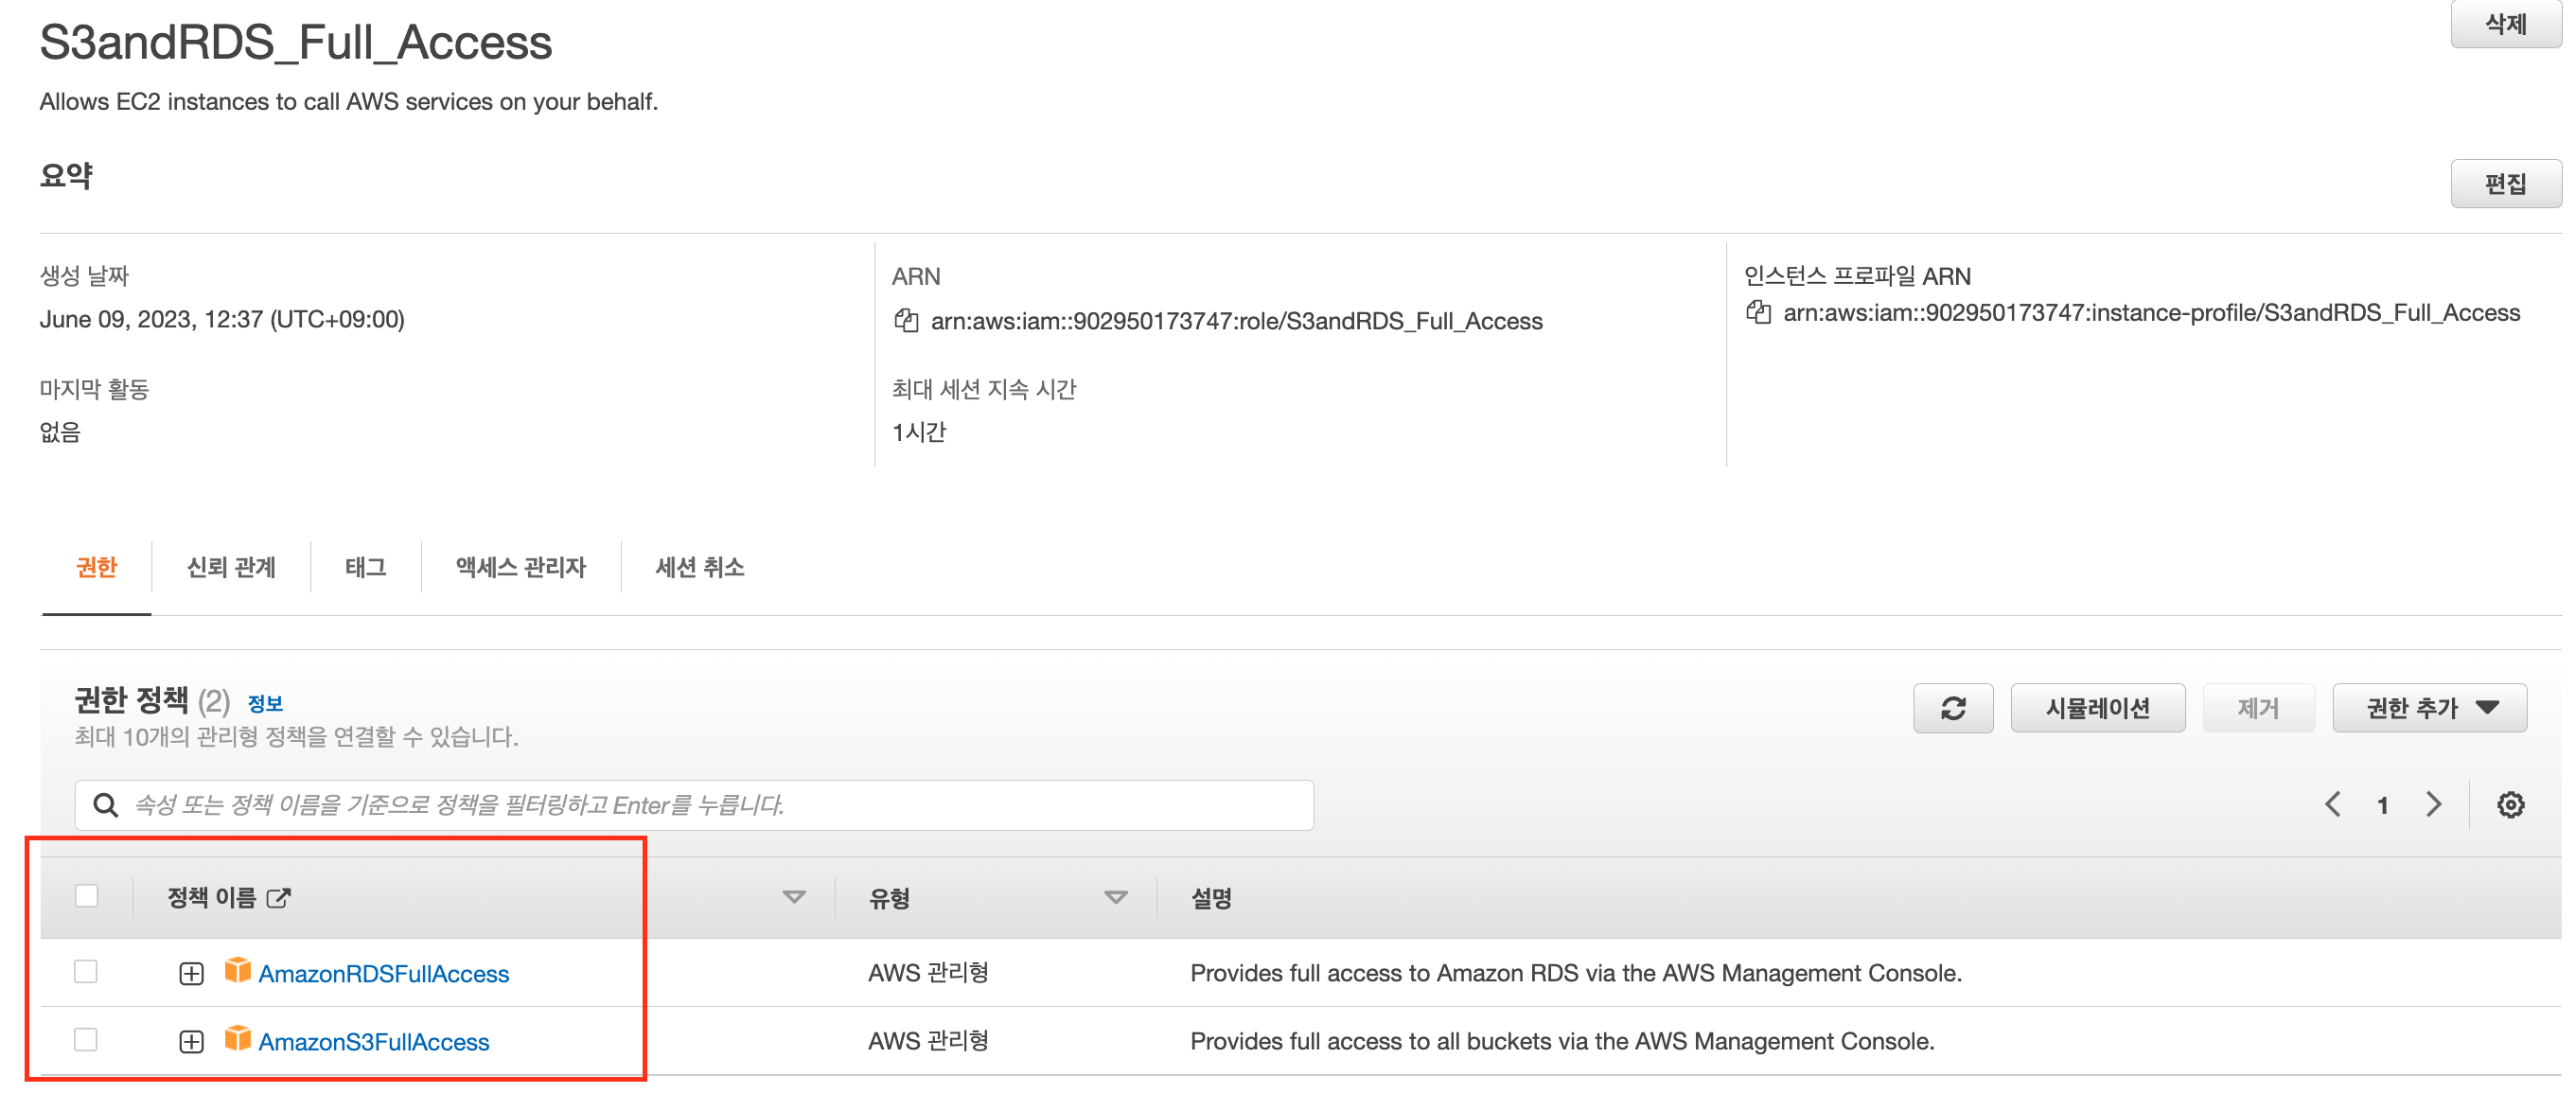 S3andRDS_Full_Access
삭제
Allows EC2 instances to call AWS services on your behalf.
요약
편집
생성 날짜
June 09, 2023, 12:37 (UTC+09:00)
ARN
arn:aws:iam::902950173747:role/S3andRDS_Full_Access
인스턴스 프로파일 ARN
arn:aws:iam::902950173747:instance-profile/S3andRDS_Full_Access
마지막 활동
없음
최대 세션 지속 시간
1시간
권한 신뢰 관계 태그 액세스 관리자 세션 취소
권한 정책 (2) 정보
최대 10개의 관리형 정책을 연결할 수 있습니다.
시뮬레이션 제거 권한 추가
속성 또는 정책 이름을 기준으로 정책을 필터링하고 Enter를 누릅니다.
1
정책 이름 유형 설명
AmazonRDSFullAccess AWS 관리형 Provides full access to Amazon RDS via the AWS Management Console.
AmazonS3FullAccess AWS 관리형 Provides full access to all buckets via the AWS Management Console.